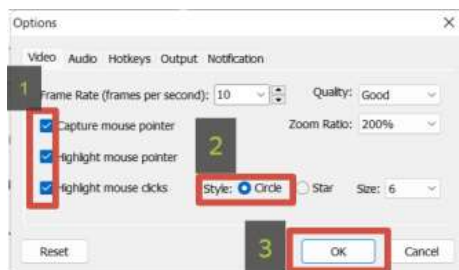 Options
Video Audio Hotkeys Output Notification
1
Frame Rate (frames per second): 10 Quality: Good
Capture mouse pointer Zoom Ratio: 200%
2
Highlight mouse pointer
Highlight mouse clicks Style: Circle Star Size: 6
3
Reset OK Cancel